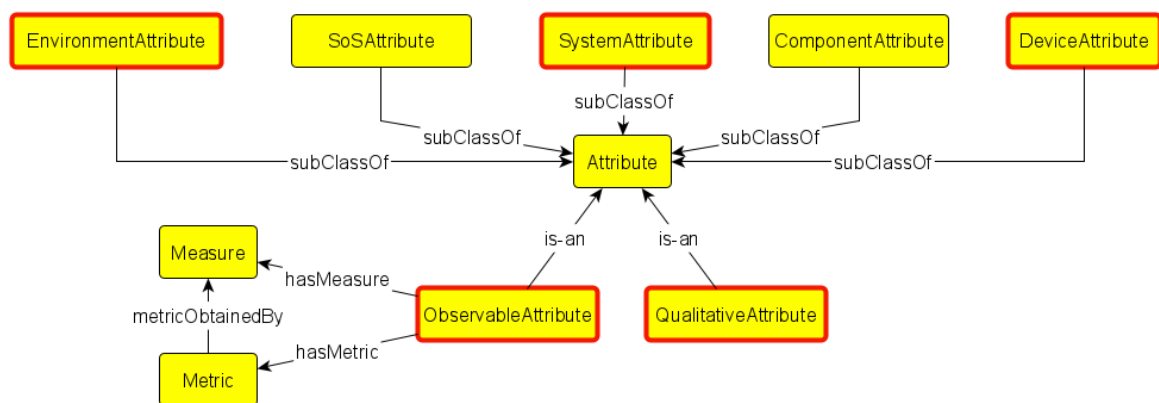 EnvironmentAttribute
SoSAttribute
SystemAttribute
ComponentAttribute
DeviceAttribute
subClassOf
subClassOf
subClassOf
subClassOf
subClassOf
Attribute
is-an
is-an
Measure
hasMeasure
ObservableAttribute
QualitativeAttribute
metricObtainedBy
hasMetric
Metric